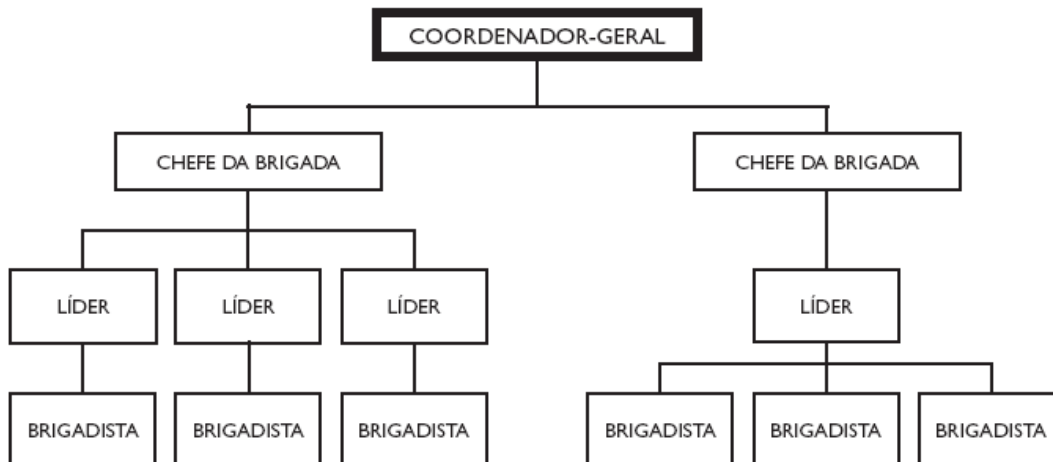 COORDENADOR-GERAL
CHEFE DA BRIGADA
CHEFE DA BRIGADA
LÍDER
LÍDER
LÍDER
LÍDER
BRIGADISTA
BRIGADISTA
BRIGADISTA
BRIGADISTA
BRIGADISTA
BRIGADISTA